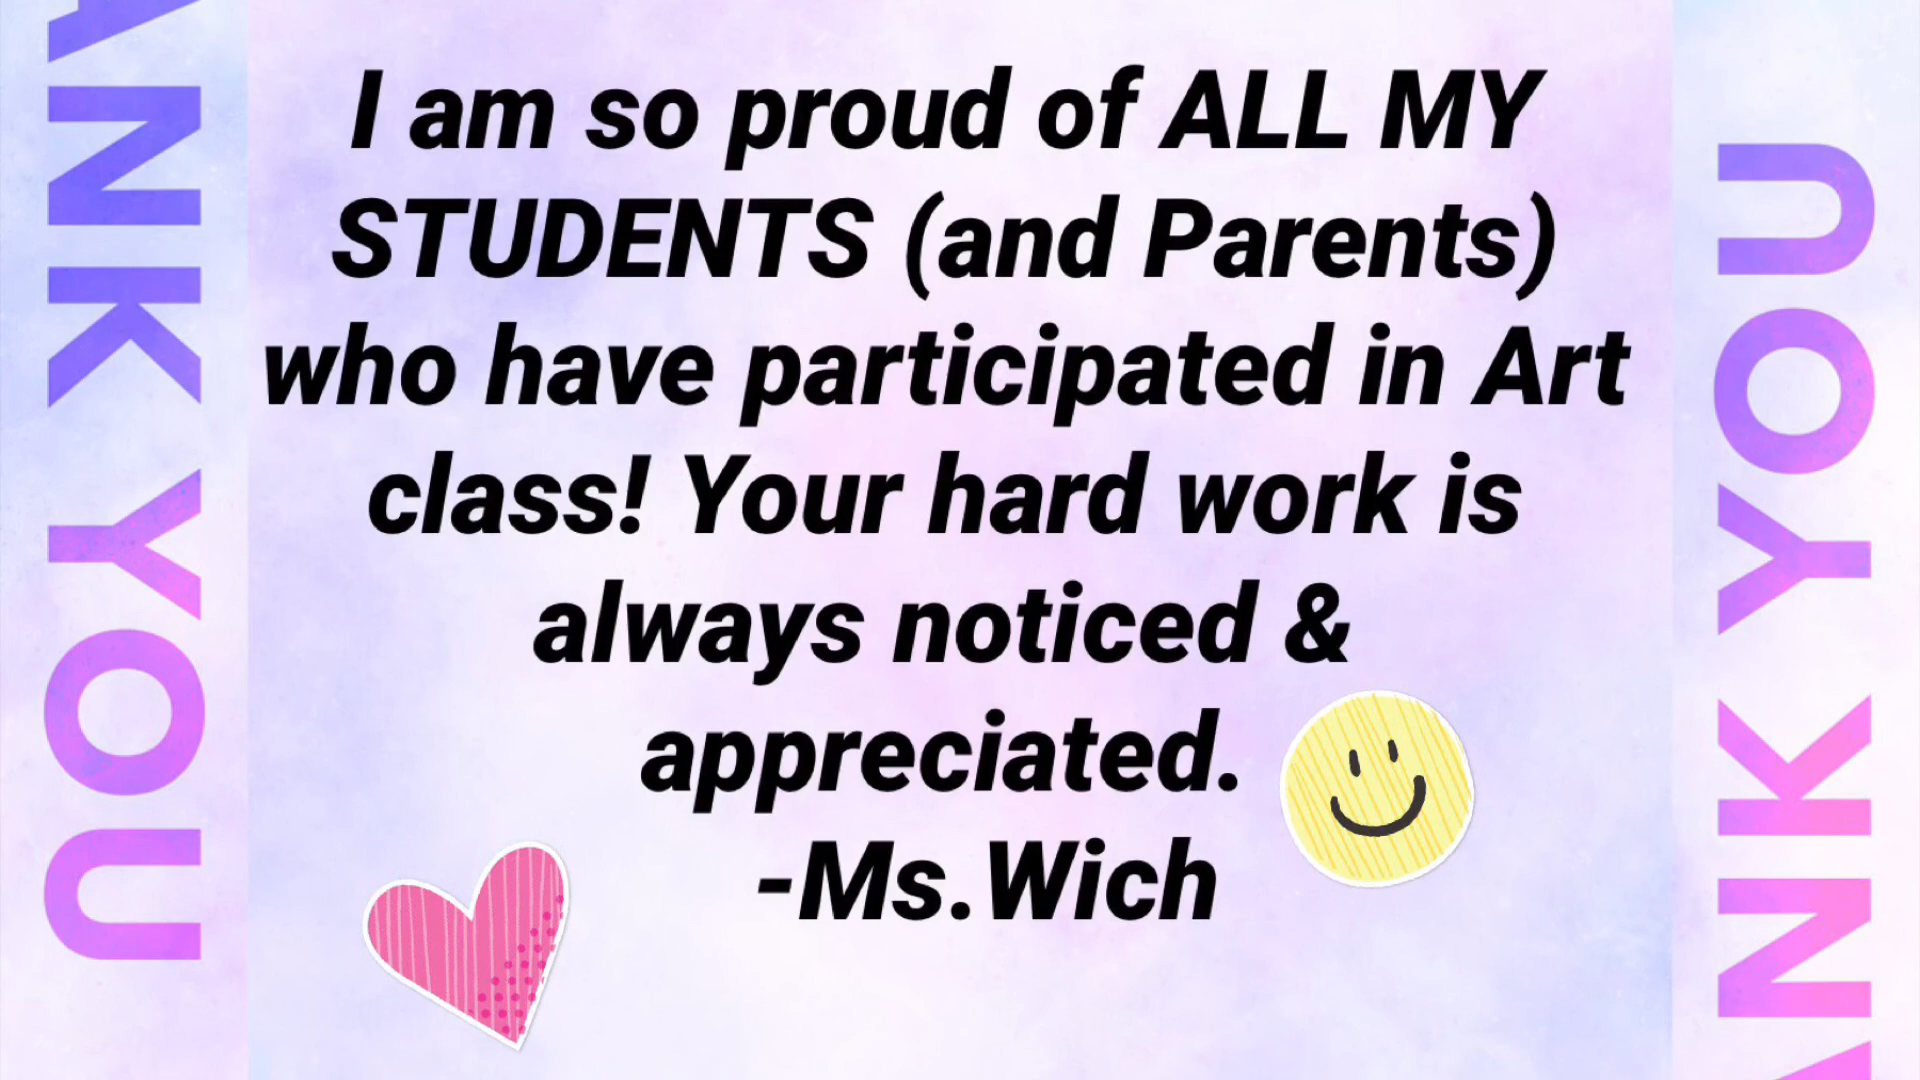 ANK YOU
I am so proud of ALL MY
STUDENTS (and Parents)
who have participated in Art
class! Your hard work is
always noticed &
appreciated.
-Ms.Wich
ANK YOU